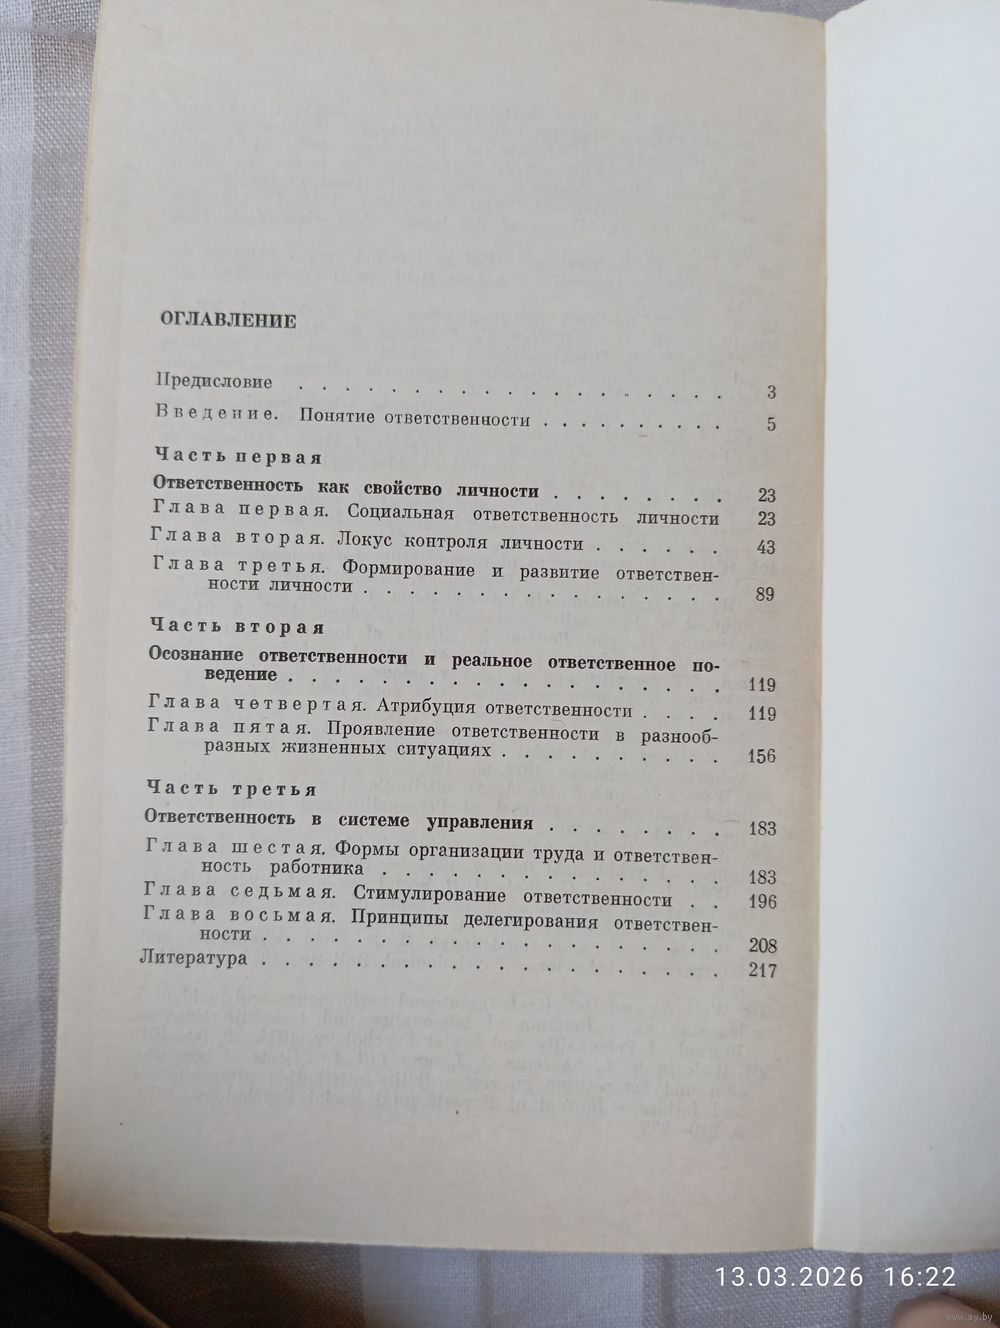 ОГЛАВЛЕНИЕ
Предисловие . . . . . . . . . . . . . . . . . . . 3
Введение. Понятие ответственности . . . . . . . . . . 5
Часть первая
Ответственность как свойство личности . . . . . . . . 23
Глава первая. Социальная ответственность личности 23
Глава вторая. Локус контроля личности . . . . . . 43
Глава третья. Формирование и развитие ответствен-
ности личности . . . . . . . . . . . . . . . . 89
Часть вторая
Осознание ответственности и реальное ответственное по-
ведение . . . . . . . . . . . . . . . . . . . 119
Глава четвертая. Атрибуция ответственности . . . . 119
Глава пятая. Проявление ответственности в разнооб-
разных жизненных ситуациях . . . . . . . . . . 156
Часть третья
Ответственность в системе управления . . . . . . . . 183
Глава шестая. Формы организации труда и ответствен-
ность работника . . . . . . . . . . . . . . . 183
Глава седьмая. Стимулирование ответственности . . 196
Глава восьмая. Принципы делегирования ответствен-
ности . . . . . . . . . . . . . . . . . . . . 208
Литература . . . . . . . . . . . . . . . . . . . . 217
13.03.2026 16:22
www.ay.by